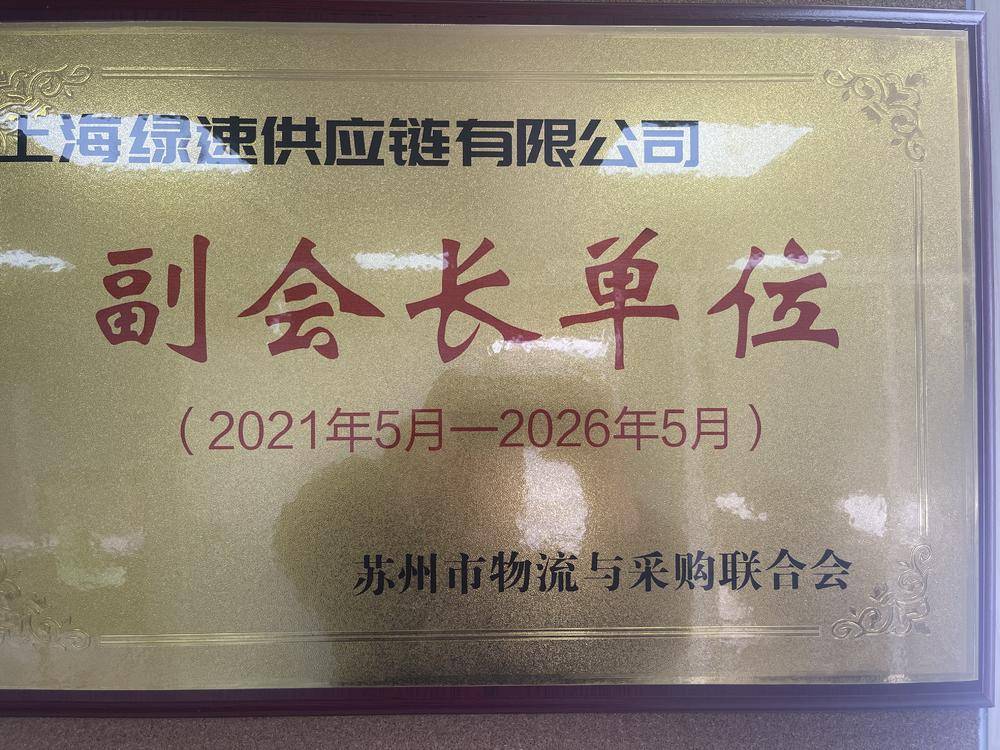 上海绿速供应链有限公司
副会长单位
（2021年5月—2026年5月）
苏州市物流与采购联合会